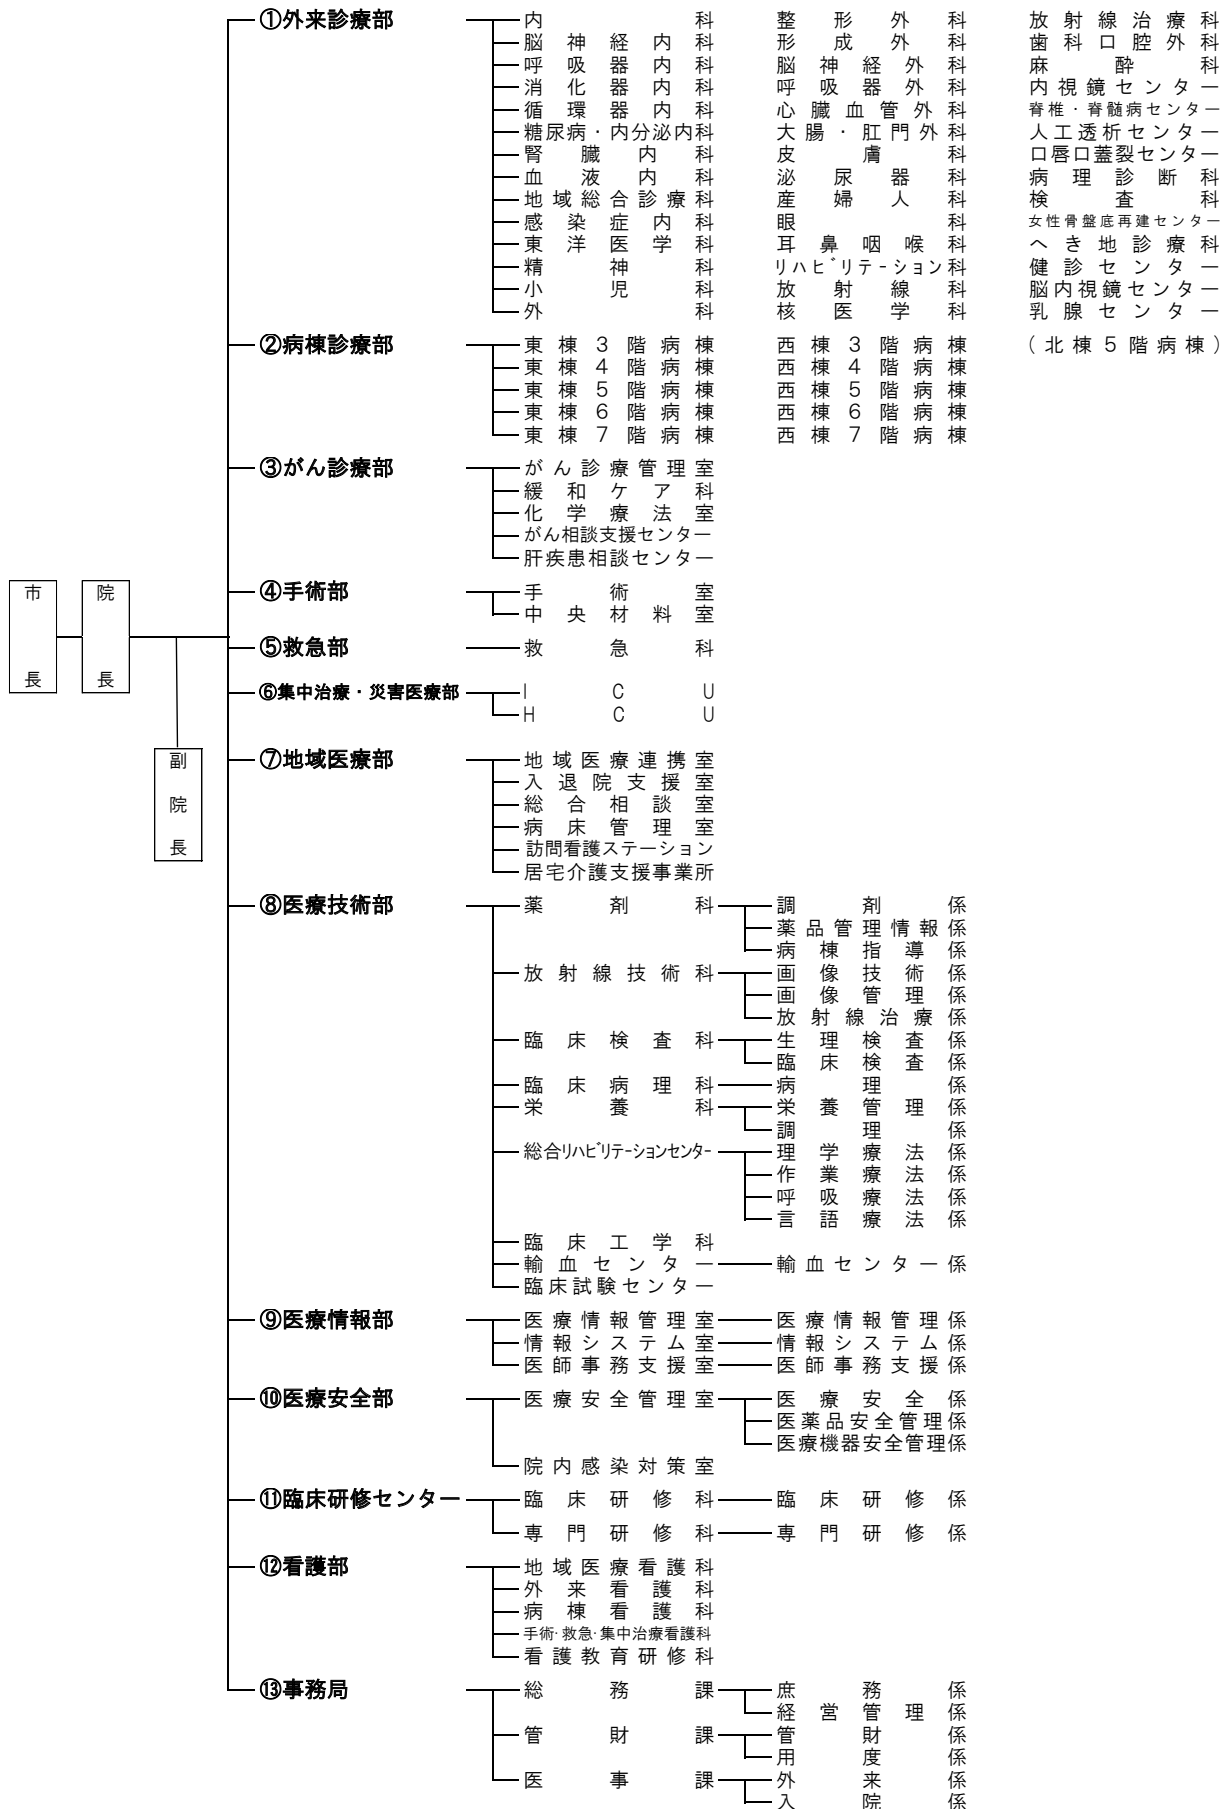 ①外来診療部 内科 整形外科 放射線治療科
脳神経内科 形成外科 歯科口腔外科
呼吸器内科 脳神経外科 麻酔科
消化器内科 呼吸器外科 内視鏡センター
循環器内科 心臓血管外科 脊椎・脊髄病センター
糖尿病・内分泌内科 大腸・肛門外科 人工透析センター
腎臓内科 皮膚科 口唇口蓋裂センター
血液内科 泌尿器科 病理診断科
地域総合診療科 産婦人科 検査科
感染症内科 眼科 女性骨盤底再建センター
東洋医学科 耳鼻咽喉科 へき地診療科
精神科 リハビリテーション科 健診センター
小児科 放射線科 脳内視鏡センター
外科 核医学科 乳腺センター
②病棟診療部 東棟3階病棟 西棟3階病棟 (北棟5階病棟)
東棟4階病棟 西棟4階病棟
東棟5階病棟 西棟5階病棟
東棟6階病棟 西棟6階病棟
東棟7階病棟 西棟7階病棟
③がん診療部 がん診療管理室
緩和ケア科
化学療法室
がん相談支援センター
肝疾患相談センター
市長 院長 ④手術部 手術室
中央材料室
⑤救急部 救急科
⑥集中治療・災害医療部 ICU
HCU
副院長 ⑦地域医療部 地域医療連携室
入退院支援室
総合相談室
病床管理室
訪問看護ステーション
居宅介護支援事業所
⑧医療技術部 薬剤科 調剤係
薬品管理情報係
病棟指導係
放射線技術科 画像技術係
画像管理係
放射線治療係
臨床検査科 生理検査係
臨床検査係
臨床病理科 病理係
栄養科 栄養管理係
調理係
総合リハビリテーションセンター 理学療法係
作業療法係
呼吸療法係
言語療法係
臨床工学科
輸血センター 輸血センター係
臨床試験センター
⑨医療情報部 医療情報管理室 医療情報管理係
情報システム室 情報システム係
医師事務支援室 医師事務支援係
⑩医療安全部 医療安全管理室 医療安全係
医薬品安全管理係
医療機器安全管理係
院内感染対策室
⑪臨床研修センター 臨床研修科 臨床研修係
専門研修科 専門研修係
⑫看護部 地域医療看護科
外来看護科
病棟看護科
手術・救急・集中治療看護科
看護教育研修科
⑬事務局 総務課 庶務係
経営管理係
管財課 管財係
用度係
医事課 外来係
入院係